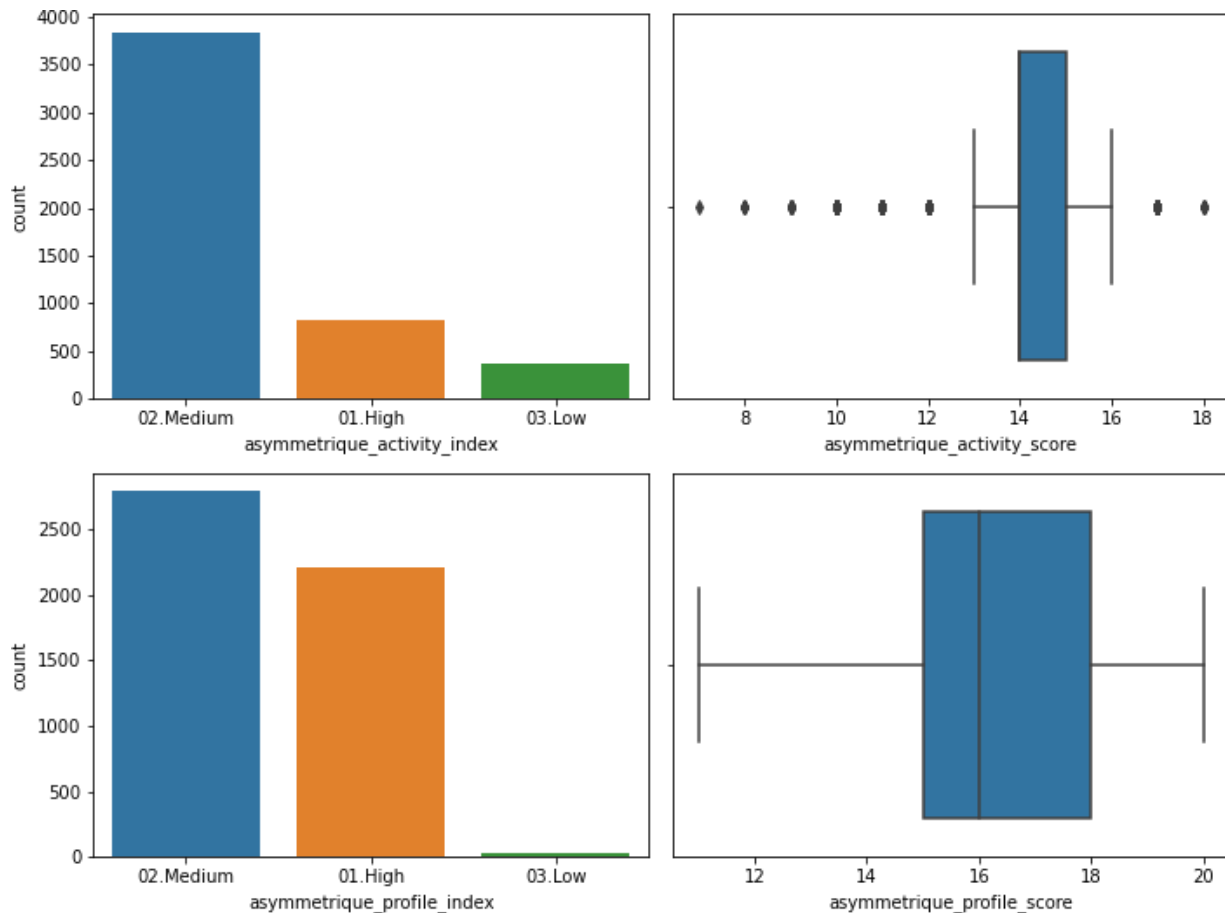 4000
3500
3000
2500
2000
1500
1000
500
0
count
02.Medium 01.High 03.Low
asymmetrique_activity_index
8 10 12 14 16 18
asymmetrique_activity_score
2500
2000
1500
1000
500
0
count
02.Medium 01.High 03.Low
asymmetrique_profile_index
12 14 16 18 20
asymmetrique_profile_score